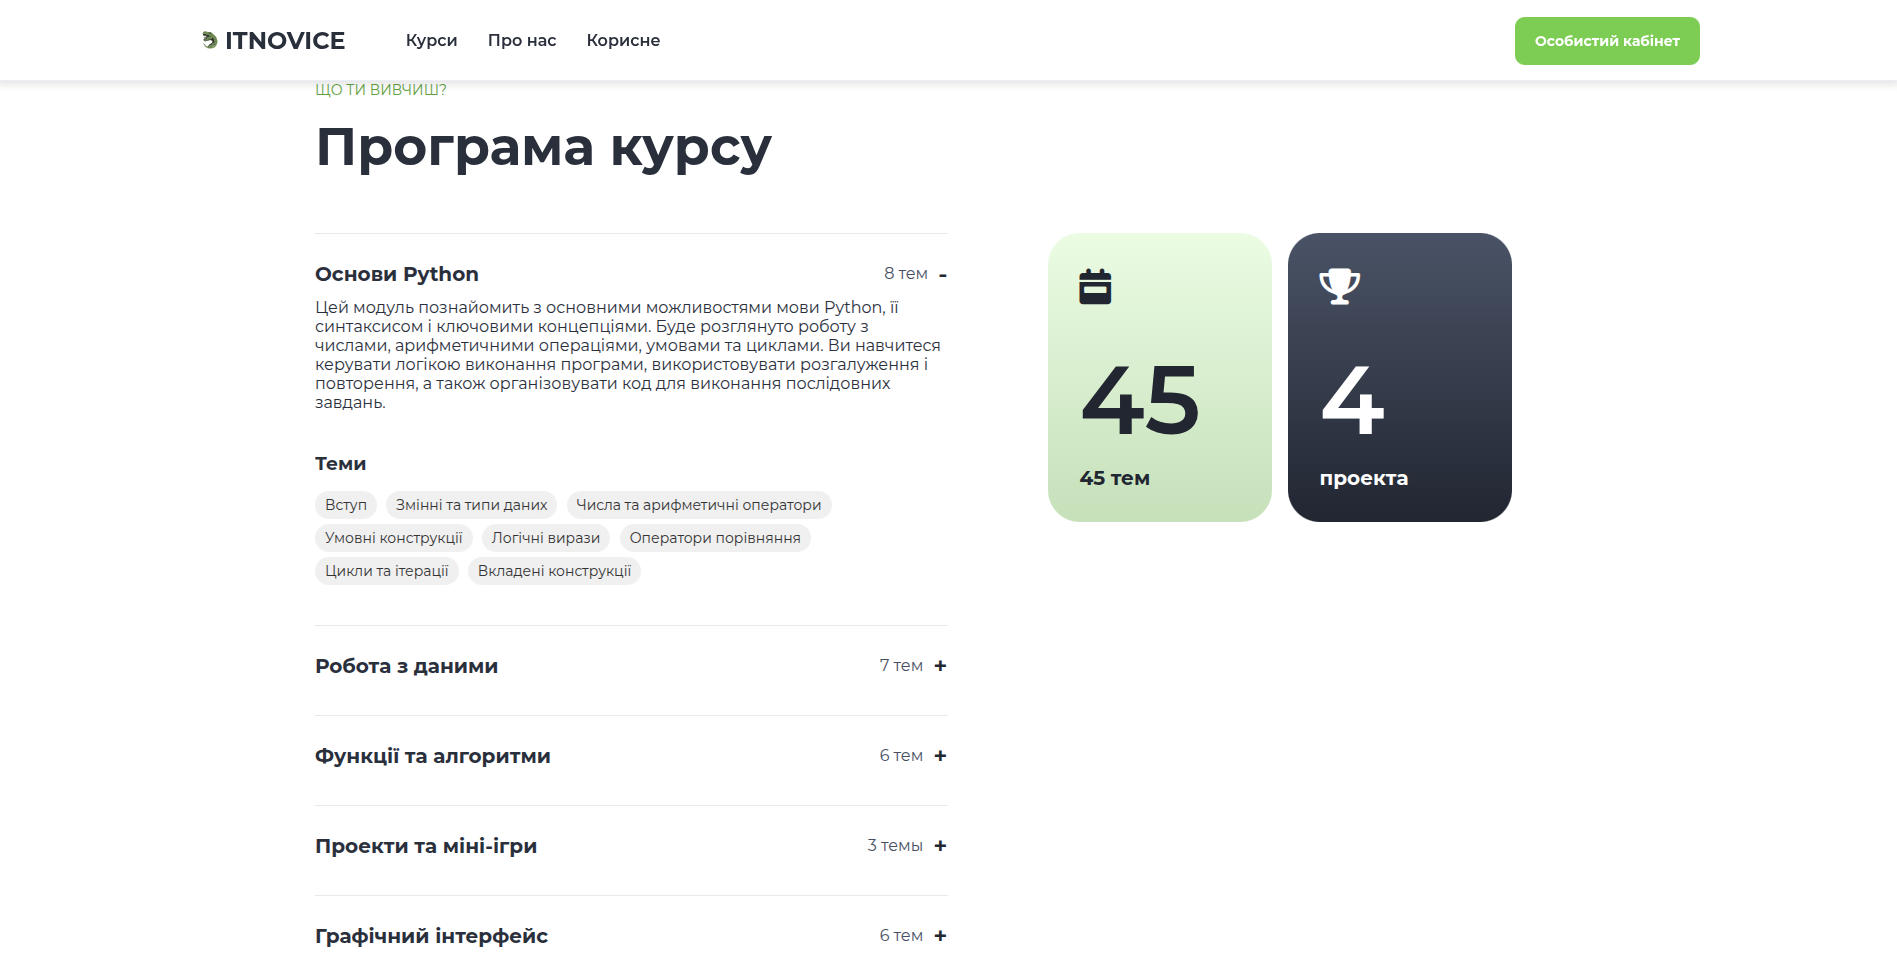 ITNOVICE
Курси
Про нас
Корисне
Особистий кабінет
ЩО ТИ ВИВЧИШ?
Програма курсу
Основи Python
8 тем -
Цей модуль познайомить з основними можливостями мови Python, її
синтаксисом і ключовими концепціями. Буде розглянуто роботу з
числами, арифметичними операціями, умовами та циклами. Ви навчитеся
керувати логікою виконання програми, використовувати розгалуження і
повторення, а також організовувати код для виконання послідовних
завдань.
Теми
Вступ
Змінні та типи даних
Числа та арифметичні оператори
Умовні конструкції
Логічні вирази
Оператори порівняння
Цикли та ітерації
Вкладені конструкції
Робота з даними
7 тем +
Функції та алгоритми
6 тем +
Проекти та міні-ігри
3 темы +
Графічний інтерфейс
6 тем +
45
45 тем
4
проекта